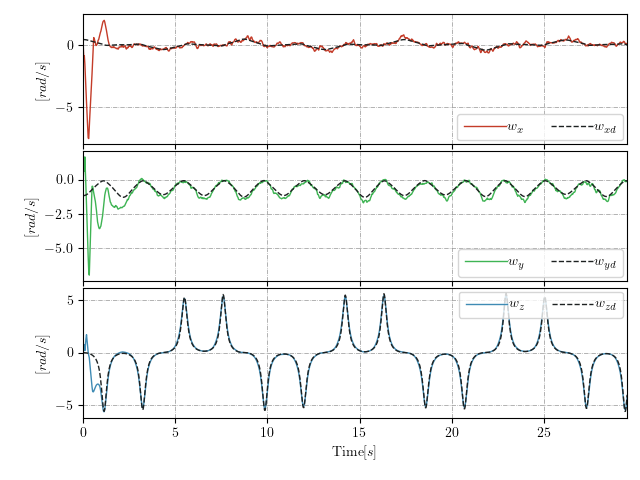 0
−5
[rad/s]
w_x w_xd
0.0
−2.5
−5.0
[rad/s]
w_y w_yd
5
0
−5
[rad/s]
w_z w_zd
0 5 10 15 20 25
Time[s]